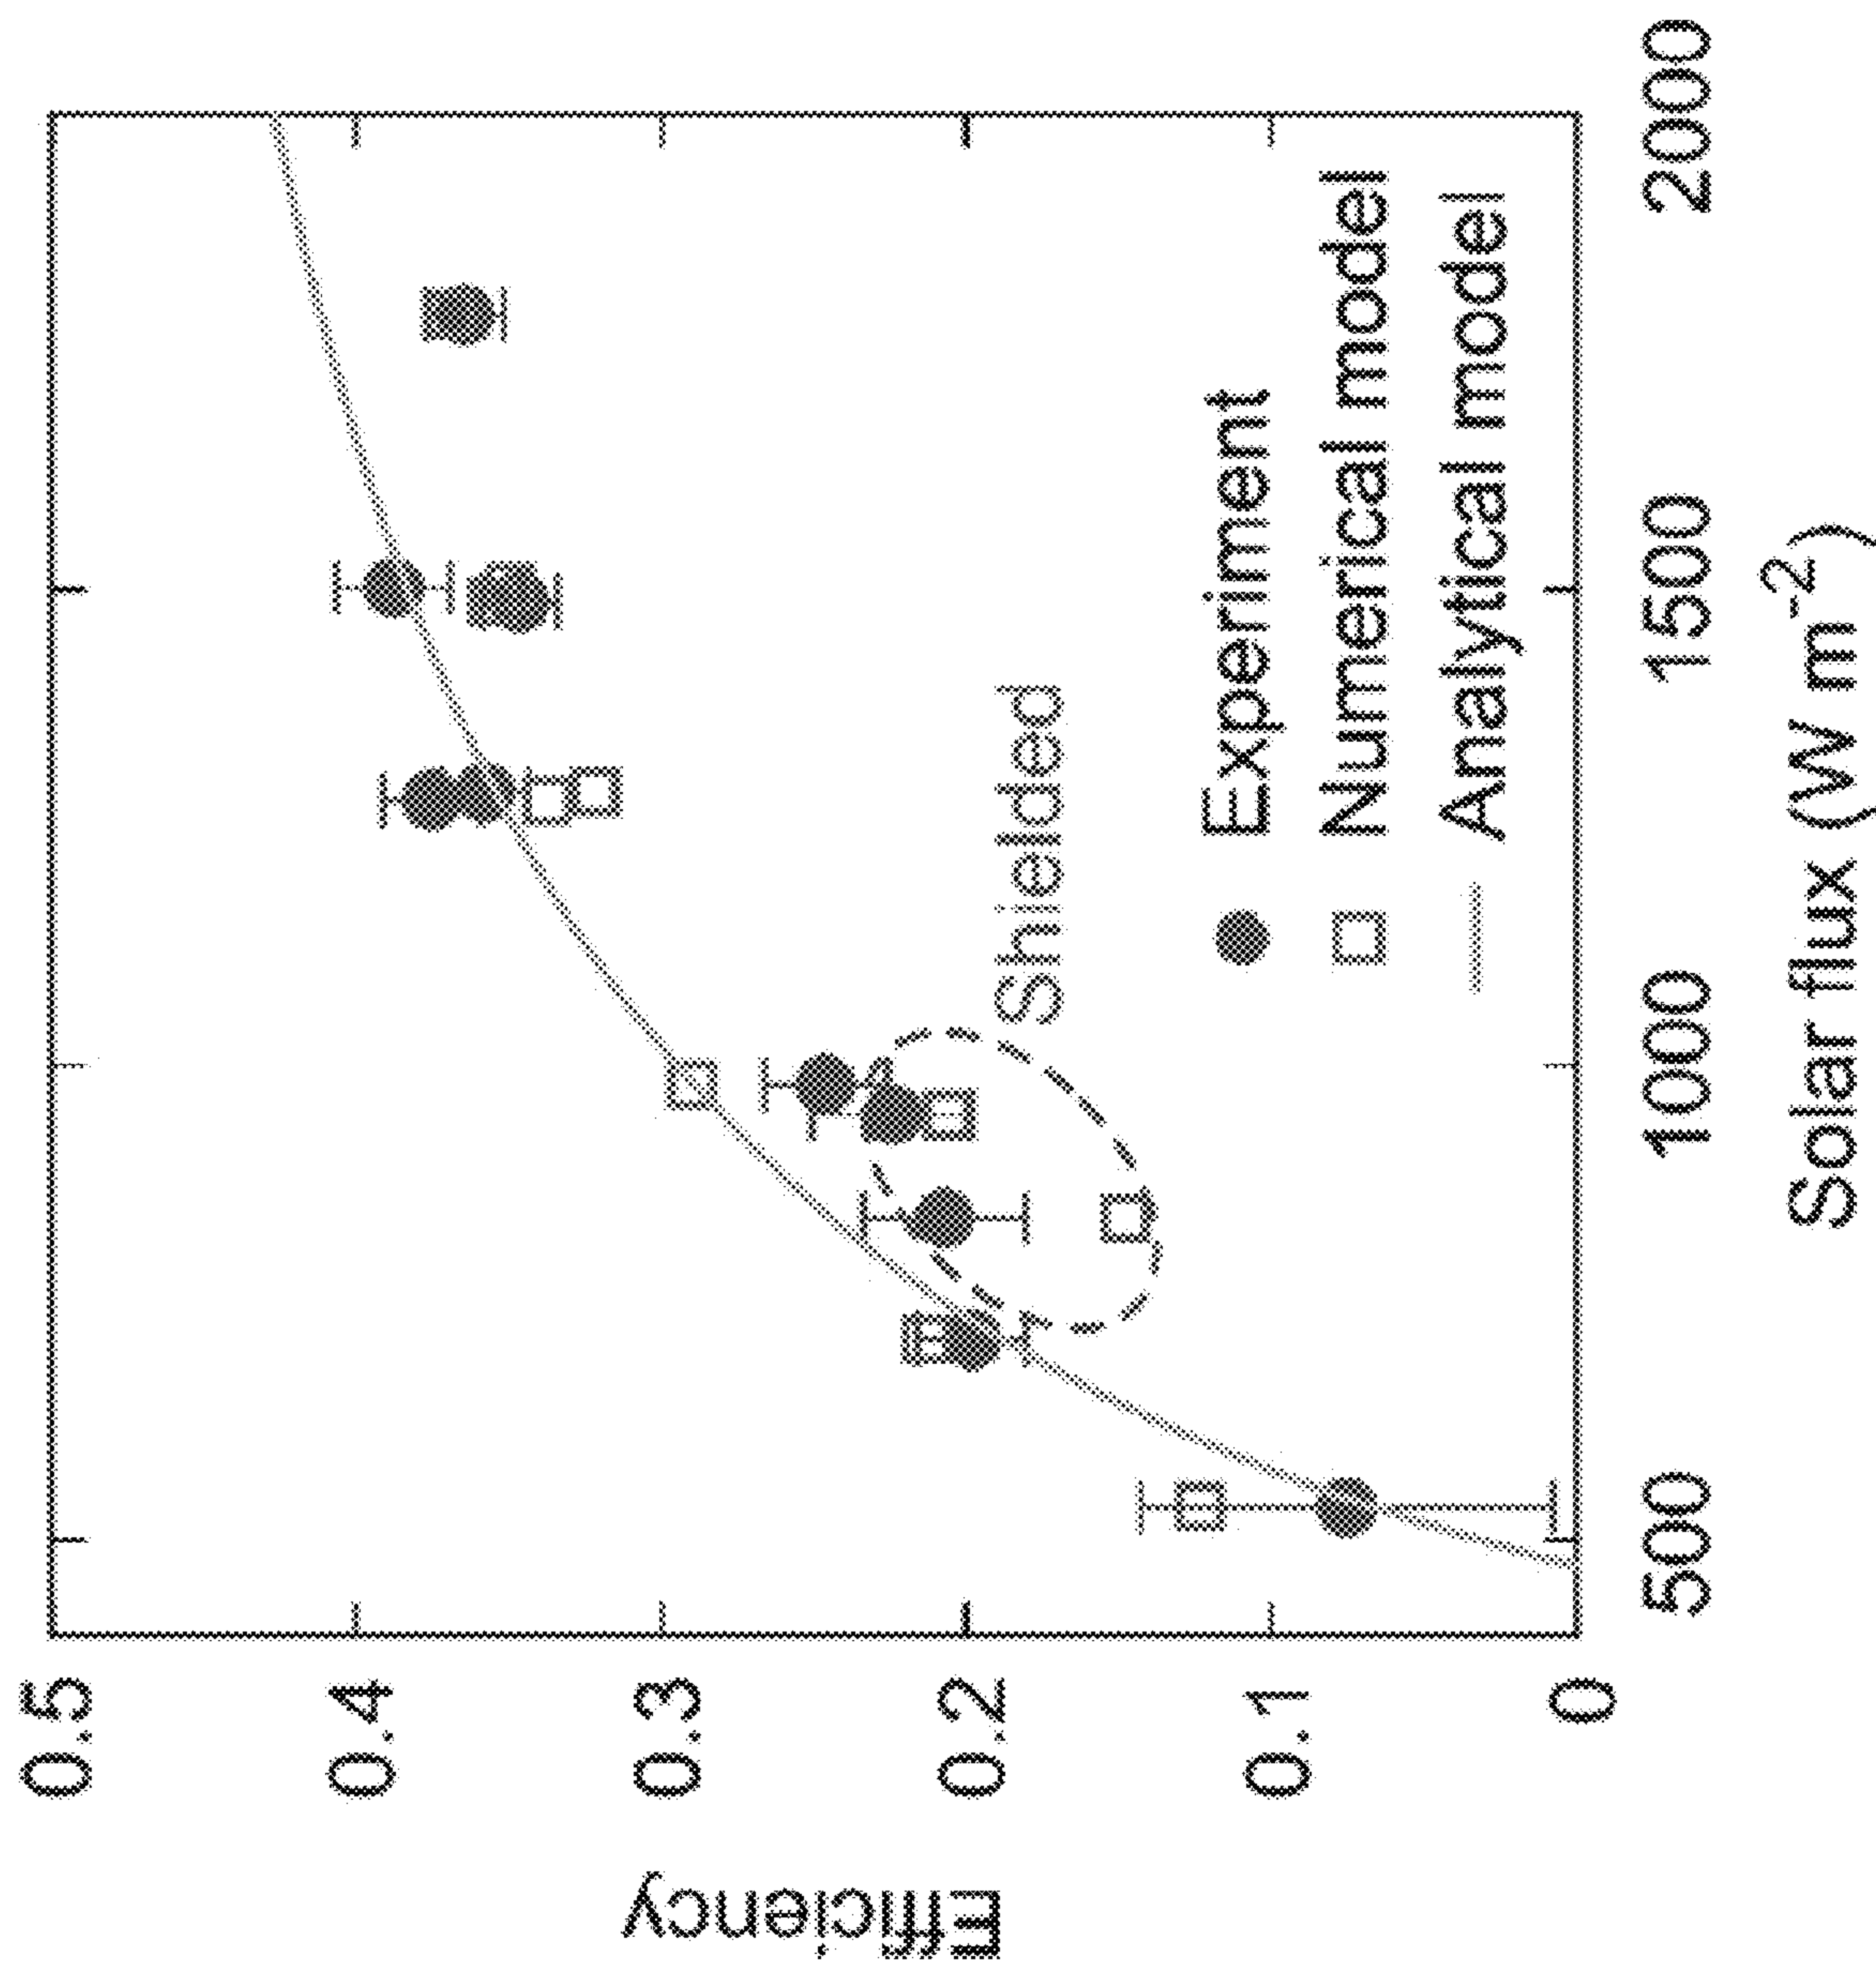 Efficiency
0.5
0.4
0.3
0.2
0.1
0
Shielded
Experiment
Numerical model
Analytical model
500
1000
1500
2000
Solar flux (W m⁻²)